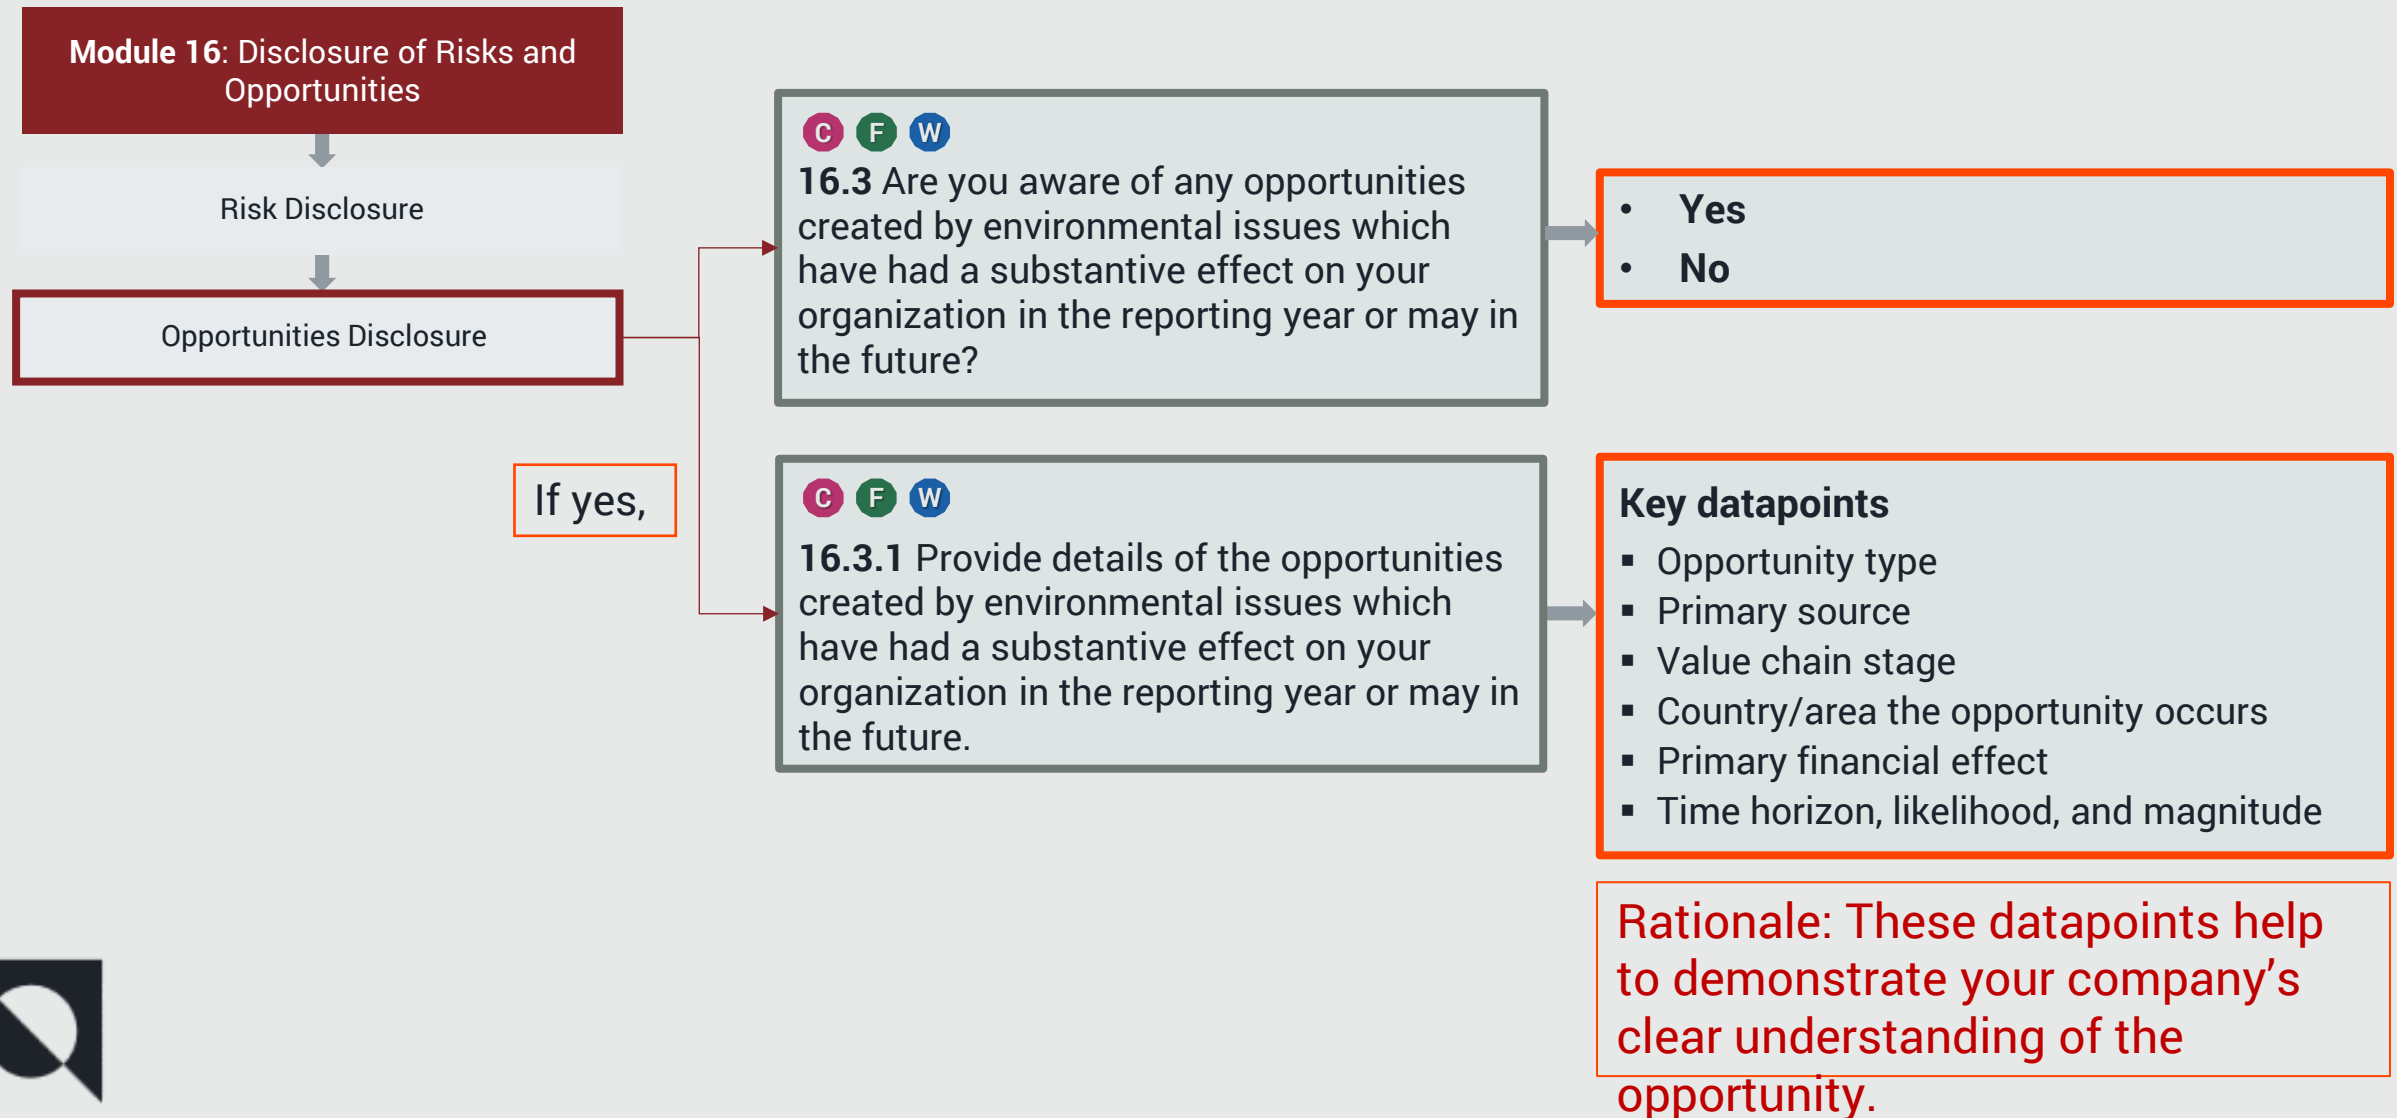 Module 16: Disclosure of Risks and
Opportunities
Risk Disclosure
Opportunities Disclosure
If yes,
C F W
16.3 Are you aware of any opportunities
created by environmental issues which
have had a substantive effect on your
organization in the reporting year or may in
the future?
• Yes
• No
C F W
16.3.1 Provide details of the opportunities
created by environmental issues which
have had a substantive effect on your
organization in the reporting year or may in
the future.
Key datapoints
▪ Opportunity type
▪ Primary source
▪ Value chain stage
▪ Country/area the opportunity occurs
▪ Primary financial effect
▪ Time horizon, likelihood, and magnitude
Rationale: These datapoints help
to demonstrate your company’s
clear understanding of the
opportunity.